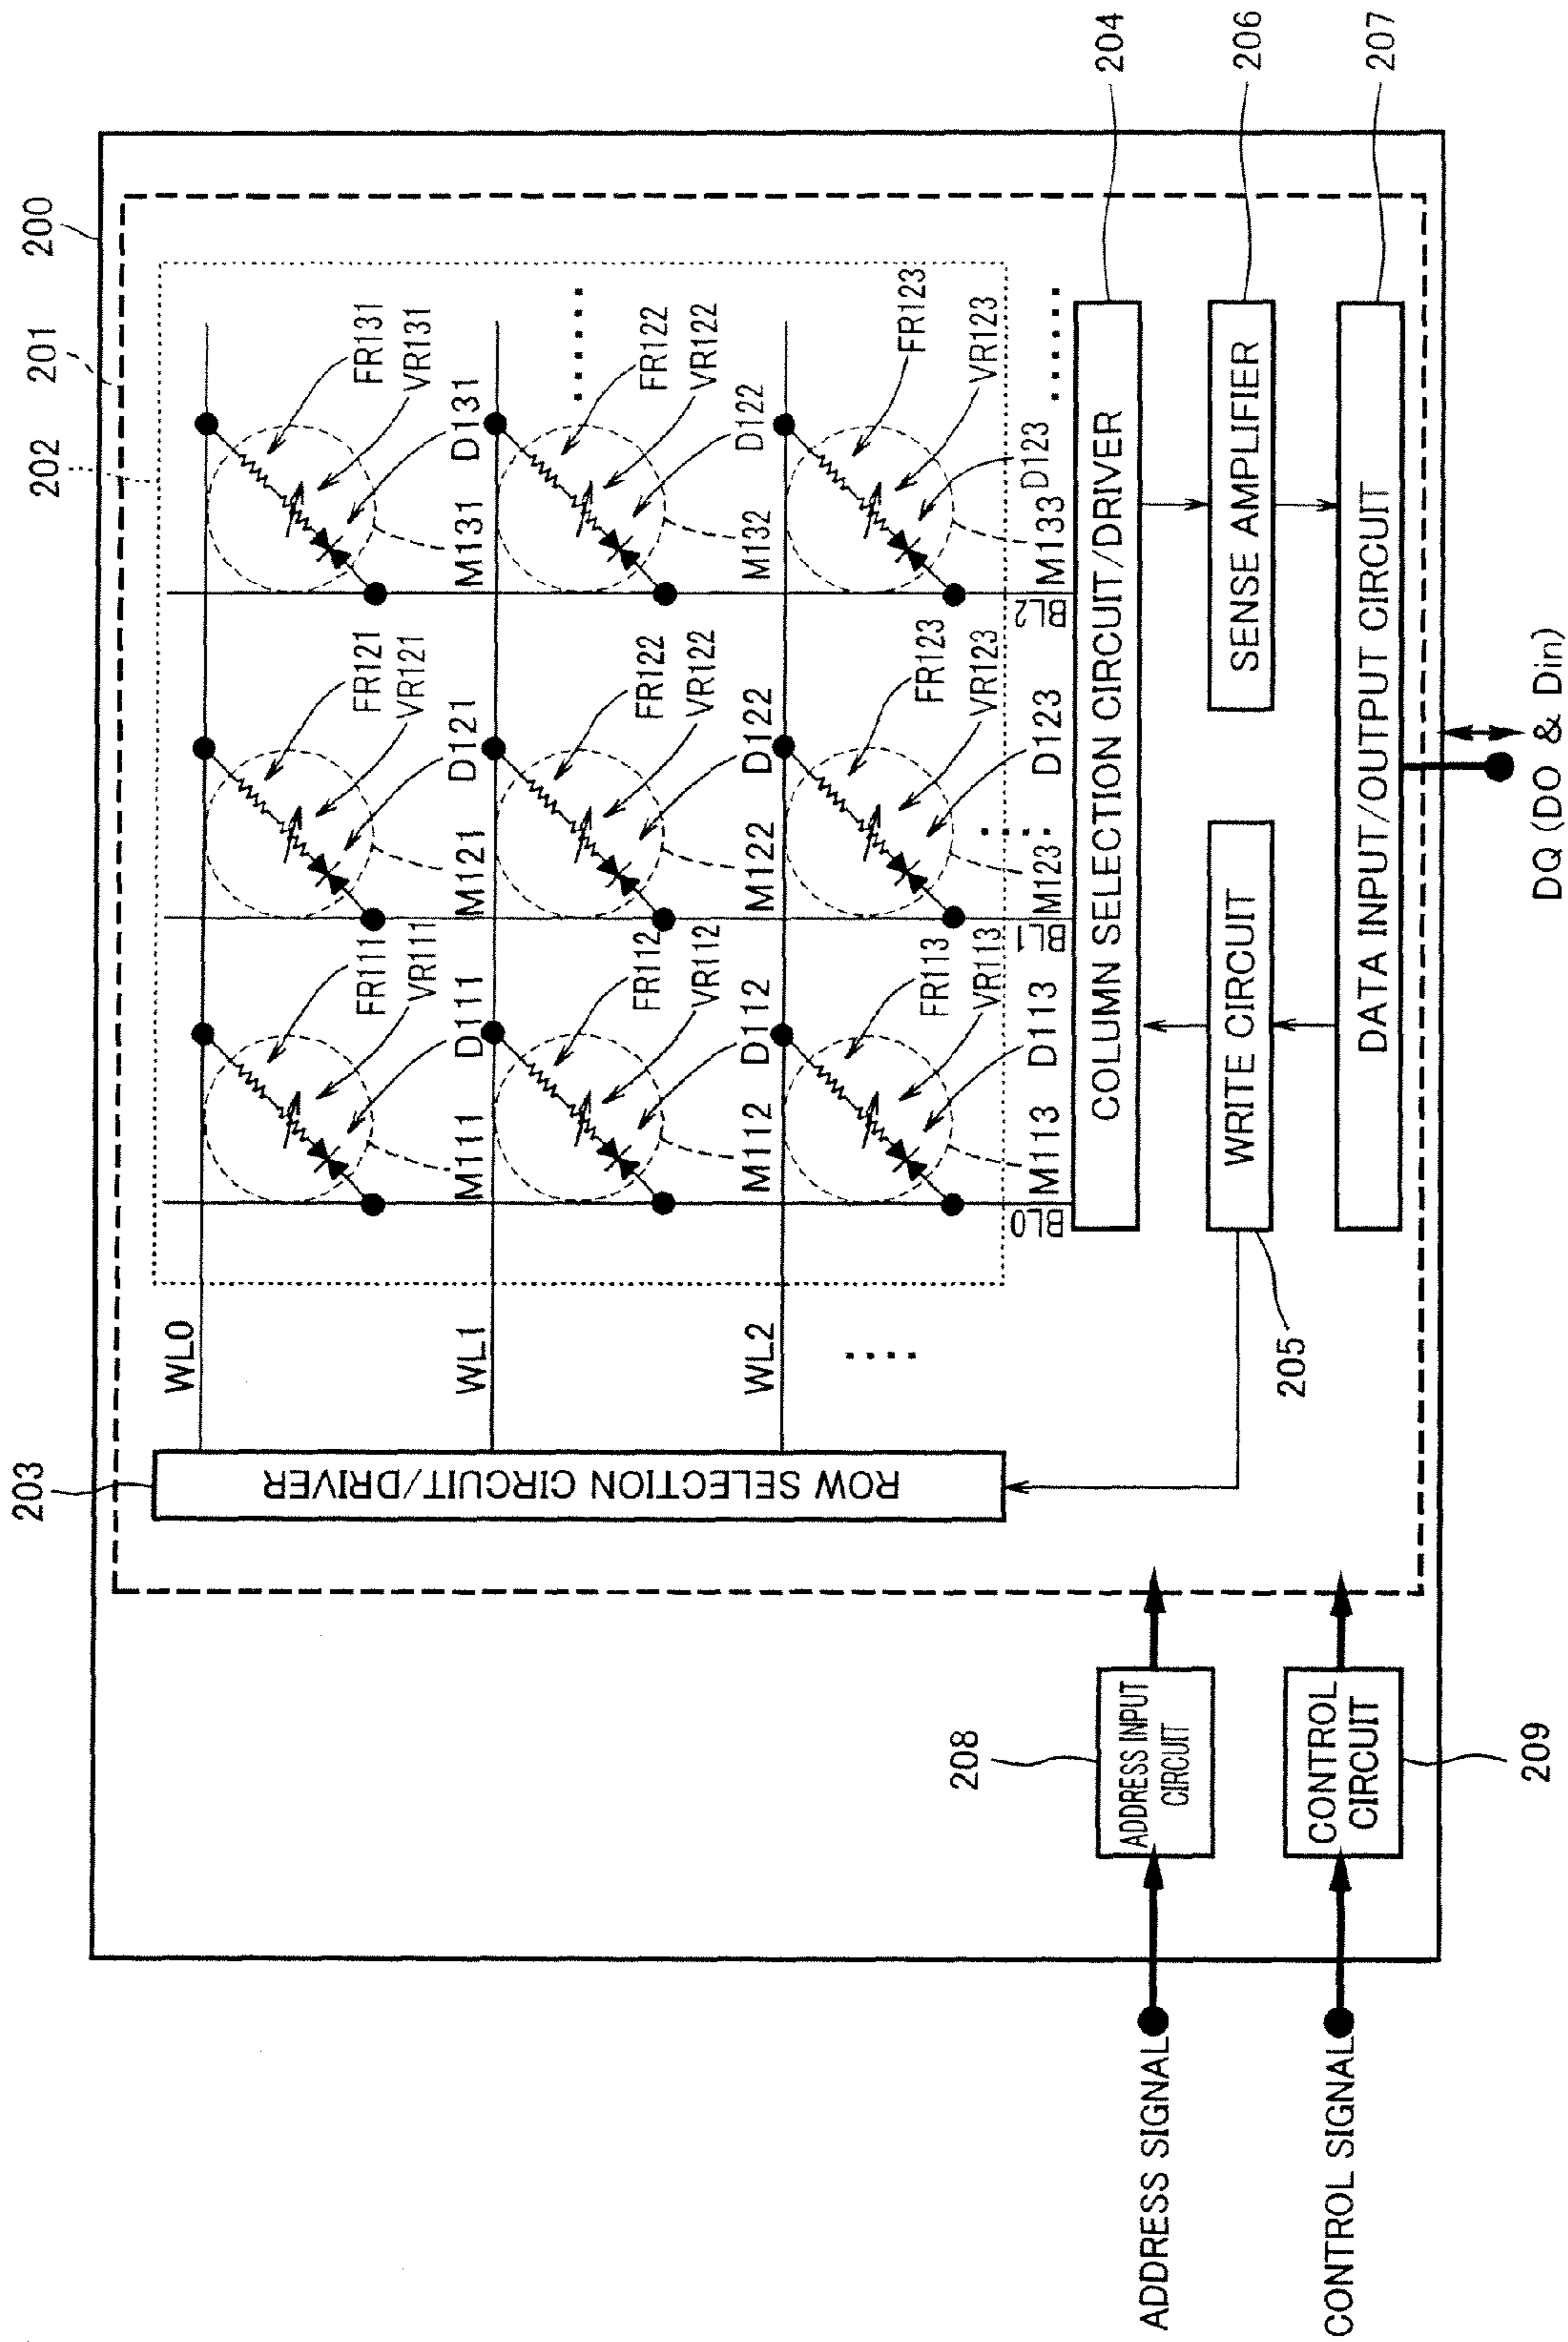 200
201
202
203
WL0
FR111
VR111
D111
M111
FR121
VR121
D121
M121
FR131
VR131
D131
M131
WL1
FR112
VR112
D112
M112
FR122
VR122
D122
M122
FR122
VR122
D122
M132
WL2
FR113
VR113
D113
M113
FR123
VR123
D123
M123
FR123
VR123
D123
M133
BL0
BL1
BL2
ROW SELECTION CIRCUIT/DRIVER
COLUMN SELECTION CIRCUIT/DRIVER
204
WRITE CIRCUIT
205
SENSE AMPLIFIER
206
DATA INPUT/OUTPUT CIRCUIT
207
208
ADDRESS INPUT
CIRCUIT
CONTROL
CIRCUIT
209
ADDRESS SIGNAL
CONTROL SIGNAL
DQ (DO & Din)